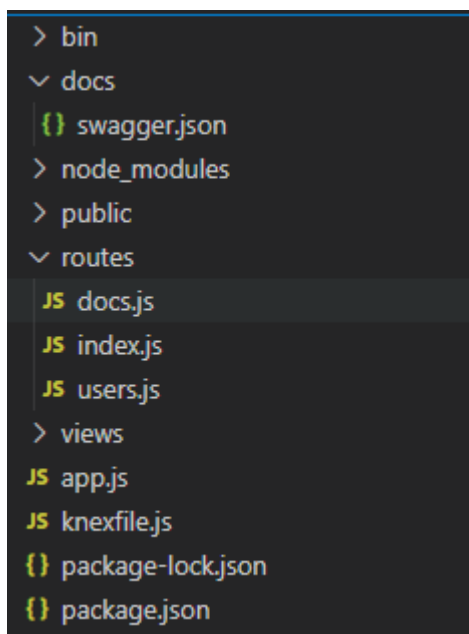 bin
docs
{} swagger.json
node_modules
public
routes
JS docs.js
JS index.js
JS users.js
views
JS app.js
JS knexfile.js
{} package-lock.json
{} package.json